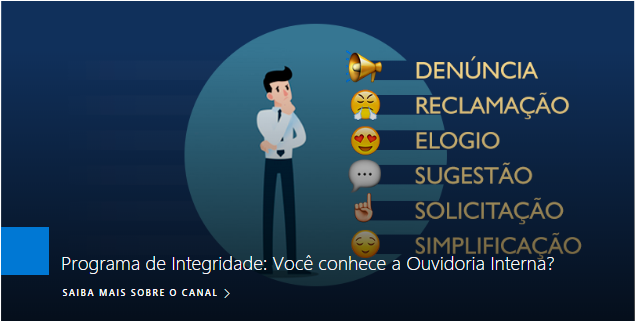 DENÚNCIA
RECLAMAÇÃO
ELOGIO
SUGESTÃO
SOLICITAÇÃO
SIMPLIFICAÇÃO
Programa de Integridade: Você conhece a Ouvidoria Interna?
SAIBA MAIS SOBRE O CANAL